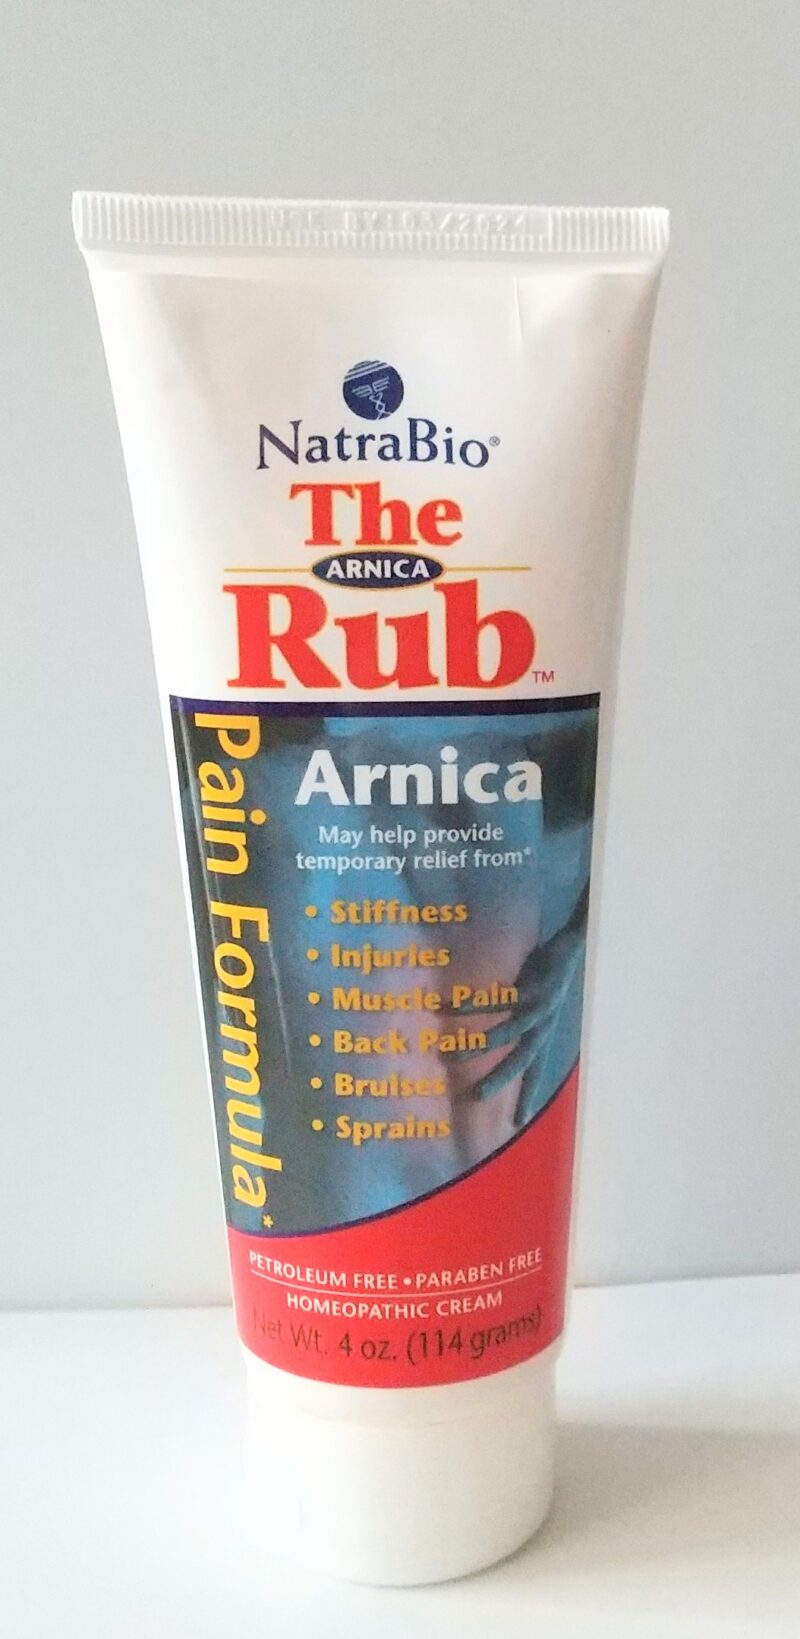 NatraBio®
The
ARNICA
Rub™
Pain Formula*
Arnica
May help provide
temporary relief from*
• Stiffness
• Injuries
• Muscle Pain
• Back Pain
• Bruises
• Sprains
PETROLEUM FREE • PARABEN FREE
HOMEOPATHIC CREAM
Net Wt. 4 oz. (114 grams)